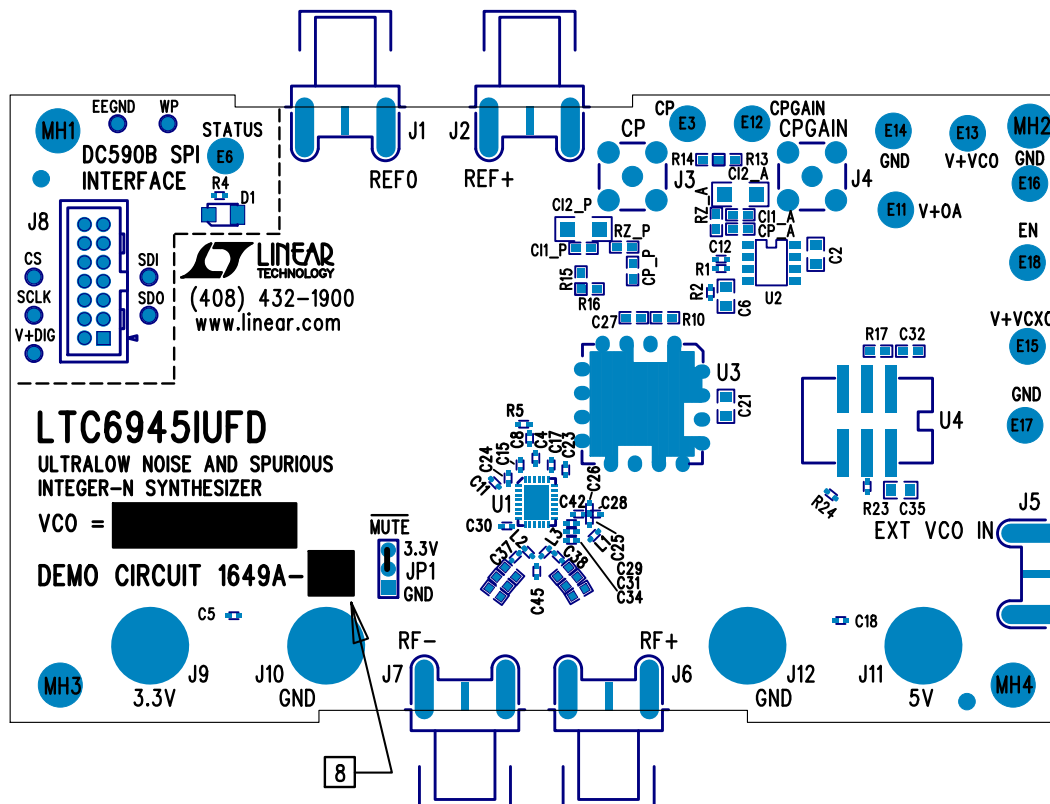 CP
CPGAIN
EEGND WP
MH1
STATUS
E6
J1 J2
CP
E3
E12
CPGAIN
E14
E13
MH2
GND
V+VCO
GND
E16
DC590B SPI
INTERFACE
REFO
REF+
R14
R13
J3
CI2_A
J4
R4
D1
E11
V+OA
J8
CI2_P
RZ_A
CI1_A
CP_A
EN
CI1_P
RZ_P
C12
C2
CS
SDI
LINEAR
TECHNOLOGY
CP_P
R1
U2
E18
SCLK
SDO
(408) 432-1900
www.linear.com
R15
R16
R2
C6
V+DIG
C27
R10
V+VCXO
E15
R17
C32
U3
GND
C21
E17
U4
LTC6945IUFD
ULTRALOW NOISE AND SPURIOUS
INTEGER-N SYNTHESIZER
R5
C8
C4
C17
C23
C24
C15
C11
U1
C26
C42
C28
C30
R24
R23
C35
J5
EXT VCO IN
VCO =
MUTE
3.3V
JP1
GND
C37
L2
L3
C38
L1
C25
C29
C31
C34
C45
DEMO CIRCUIT 1649A-
C5
C18
RF-
RF+
MH3
J9
3.3V
J10
GND
J7
J6
J12
GND
J11
5V
MH4
8